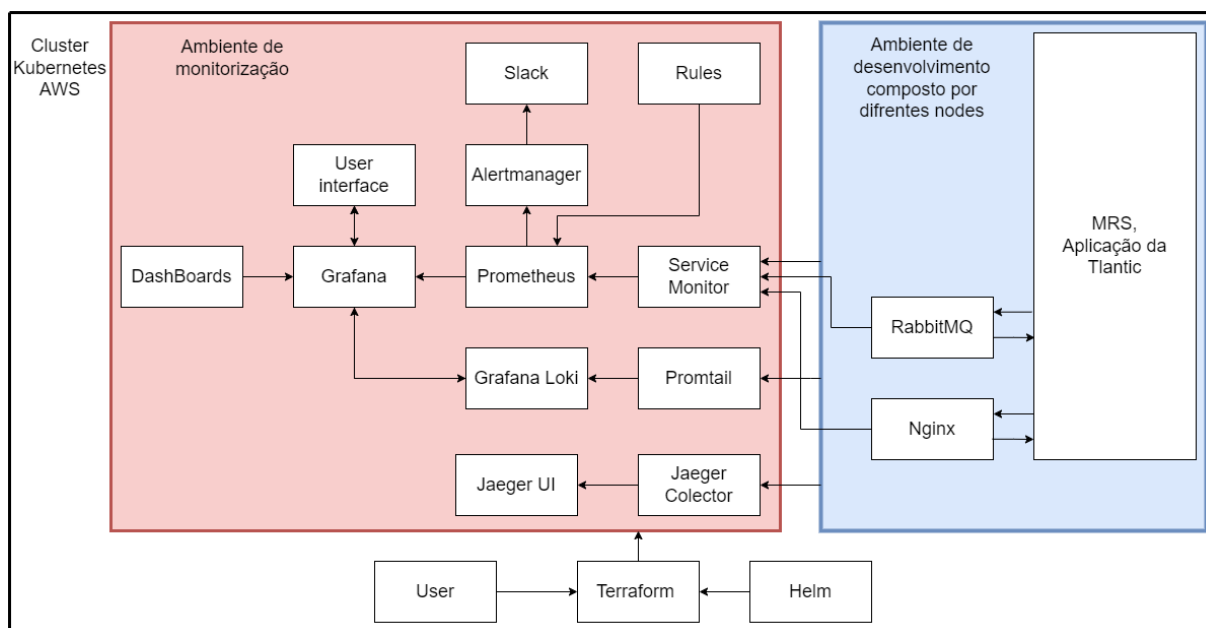 Cluster
Kubernetes
AWS
Ambiente de
monitorização
Slack
Rules
User
interface
Alertmanager
DashBoards
Grafana
Prometheus
Service
Monitor
Grafana Loki
Promtail
Jaeger UI
Jaeger
Colector
Ambiente de
desenvolvimento
composto por
difrentes nodes
MRS,
Aplicação da
Tlantic
RabbitMQ
Nginx
User
Terraform
Helm